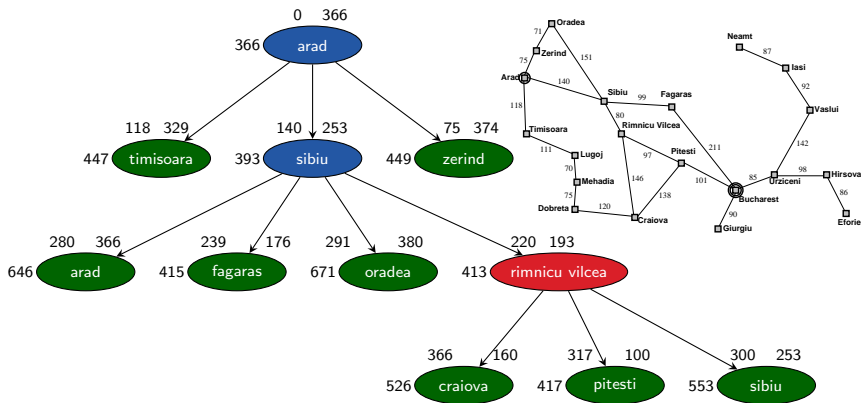 0 366
366 arad
118 329
447 timisoara
140 253
393 sibiu
75 374
449 zerind
280 366
646 arad
239 176
415 fagaras
291 380
671 oradea
220 193
413 rimnicu vilcea
366 160
526 craiova
317 100
417 pitesti
300 253
553 sibiu
Oradea
71
Neamt
Zerind
87
75
151
Iasi
Arad
140
92
Sibiu
99
Fagaras
118
80
Vaslui
Timisoara
Rimnicu Vilcea
111
Lugoj
97
Pitesti
211
142
70
Mehadia
146
101
85
98
Hirsova
75
138
Urziceni
86
Bucharest
Dobreta
120
Craiova
90
Giurgiu
Eforie